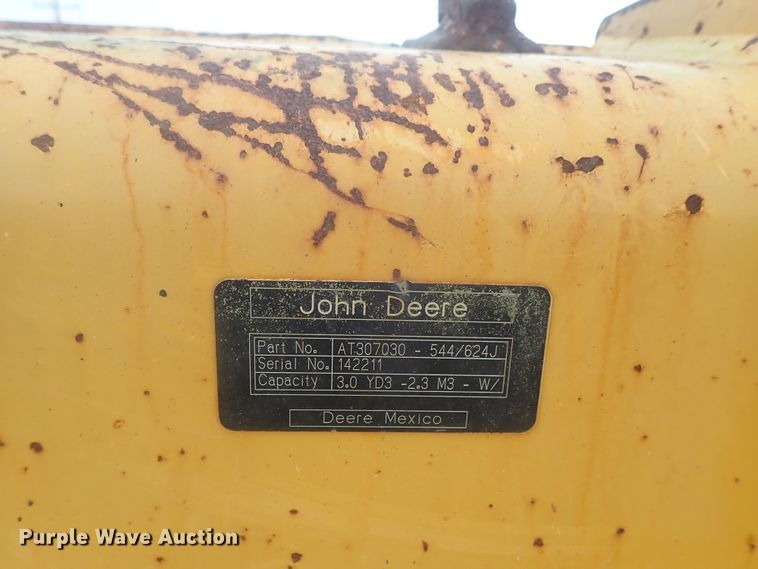 John Deere
Part No. AT307030 - 544/624J
Serial No. 142211
Capacity 3.0 YD3 -2.3 M3 - W/
Deere Mexico
Purple Wave Auction